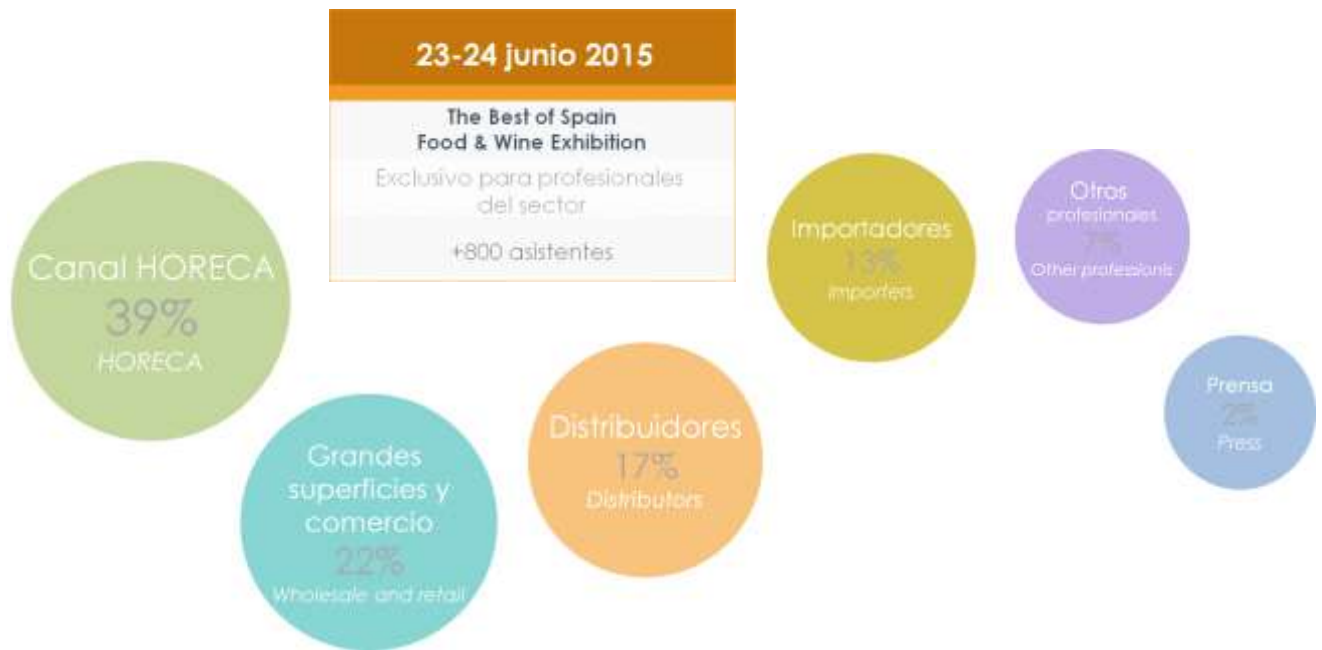 23-24 junio 2015
The Best of Spain
Food & Wine Exhibition
Exclusivo para profesionales
del sector
+800 asistentes
Canal HORECA
39%
HORECA
Grandes
superficies y
comercio
22%
Wholesale and retail
Distribuidores
17%
Distributors
Importadores
13%
Importers
Otros
profesionales
7%
Other professionls
Prensa
2%
Press